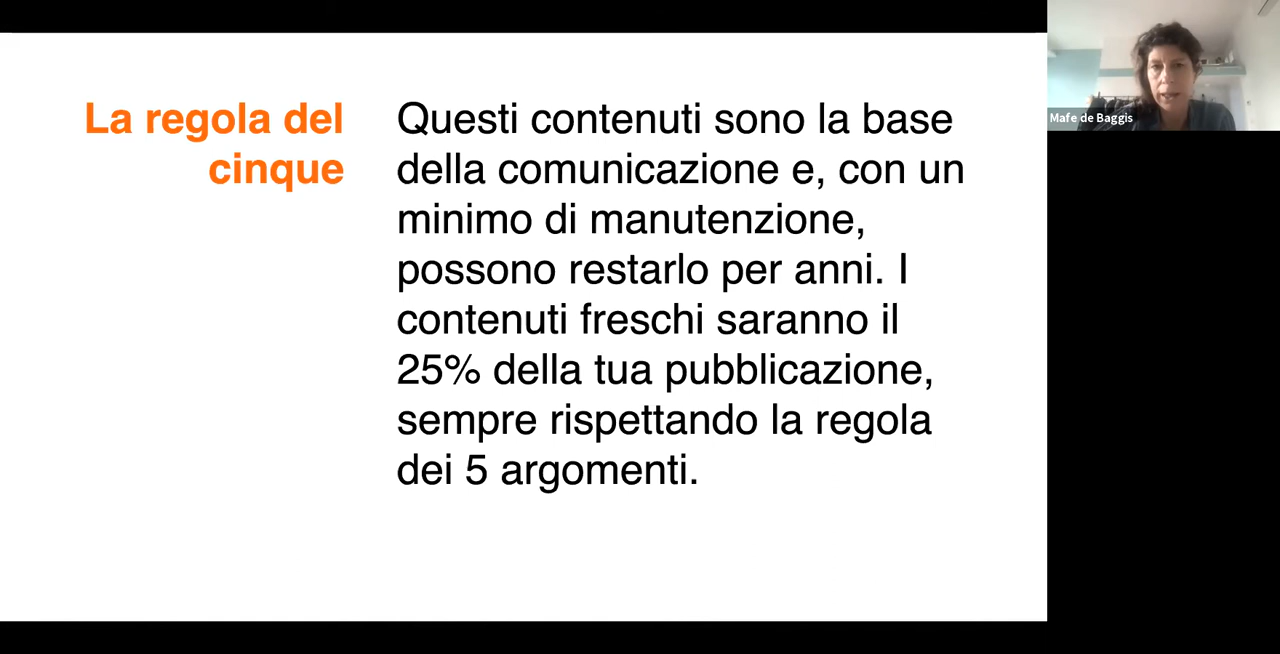 La regola del
cinque
Questi contenuti sono la base
della comunicazione e, con un
minimo di manutenzione,
possono restarlo per anni. I
contenuti freschi saranno il
25% della tua pubblicazione,
sempre rispettando la regola
dei 5 argomenti.
Mafe de Baggis